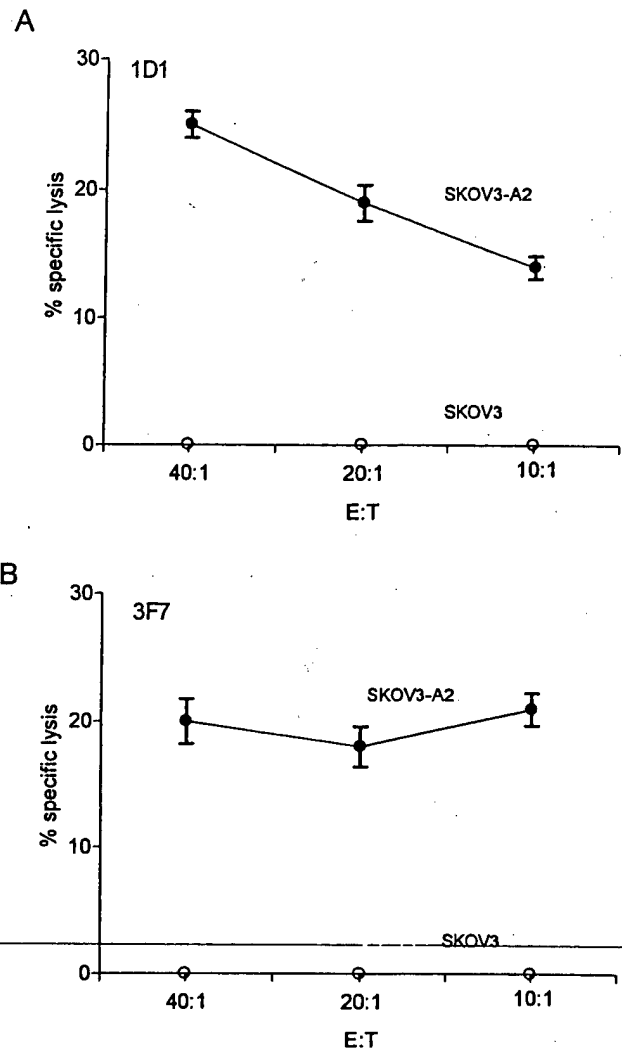 A
30
1D1
20
SKOV3-A2
% specific lysis
10
SKOV3
0
40:1 20:1 10:1
E:T
B
30
3F7
SKOV3-A2
20
% specific lysis
10
SKOV3
0
40:1 20:1 10:1
E:T